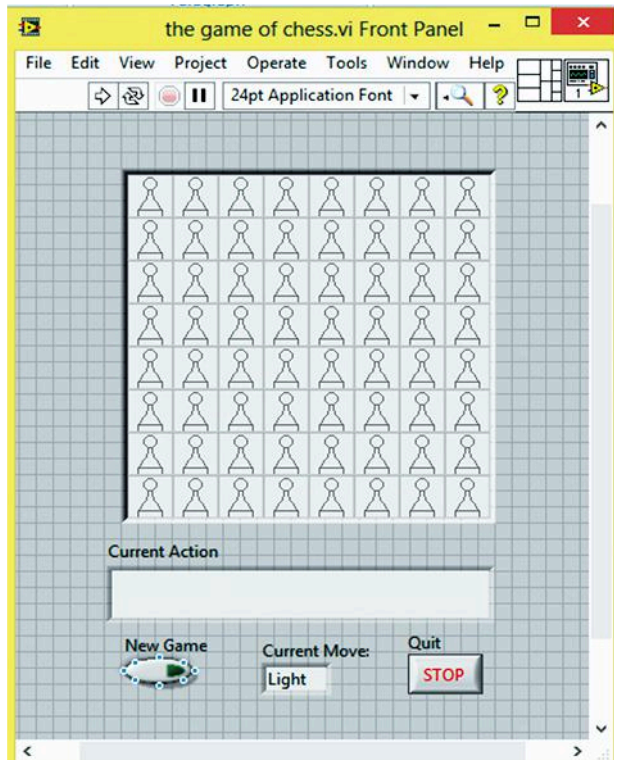 the game of chess.vi Front Panel
File Edit View Project Operate Tools Window Help
24pt Application Font
1
Current Action
New Game
Current Move:
Quit
Light
STOP